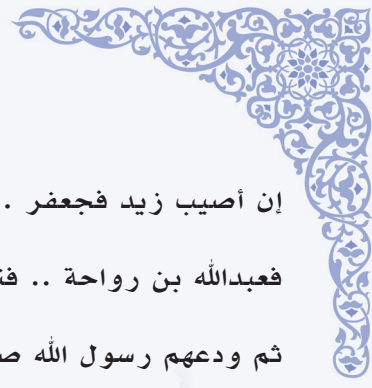 إن أصيب زيد فجعفر .
فعبدالله بن رواحة ..
ثم ودعهم رسول الله